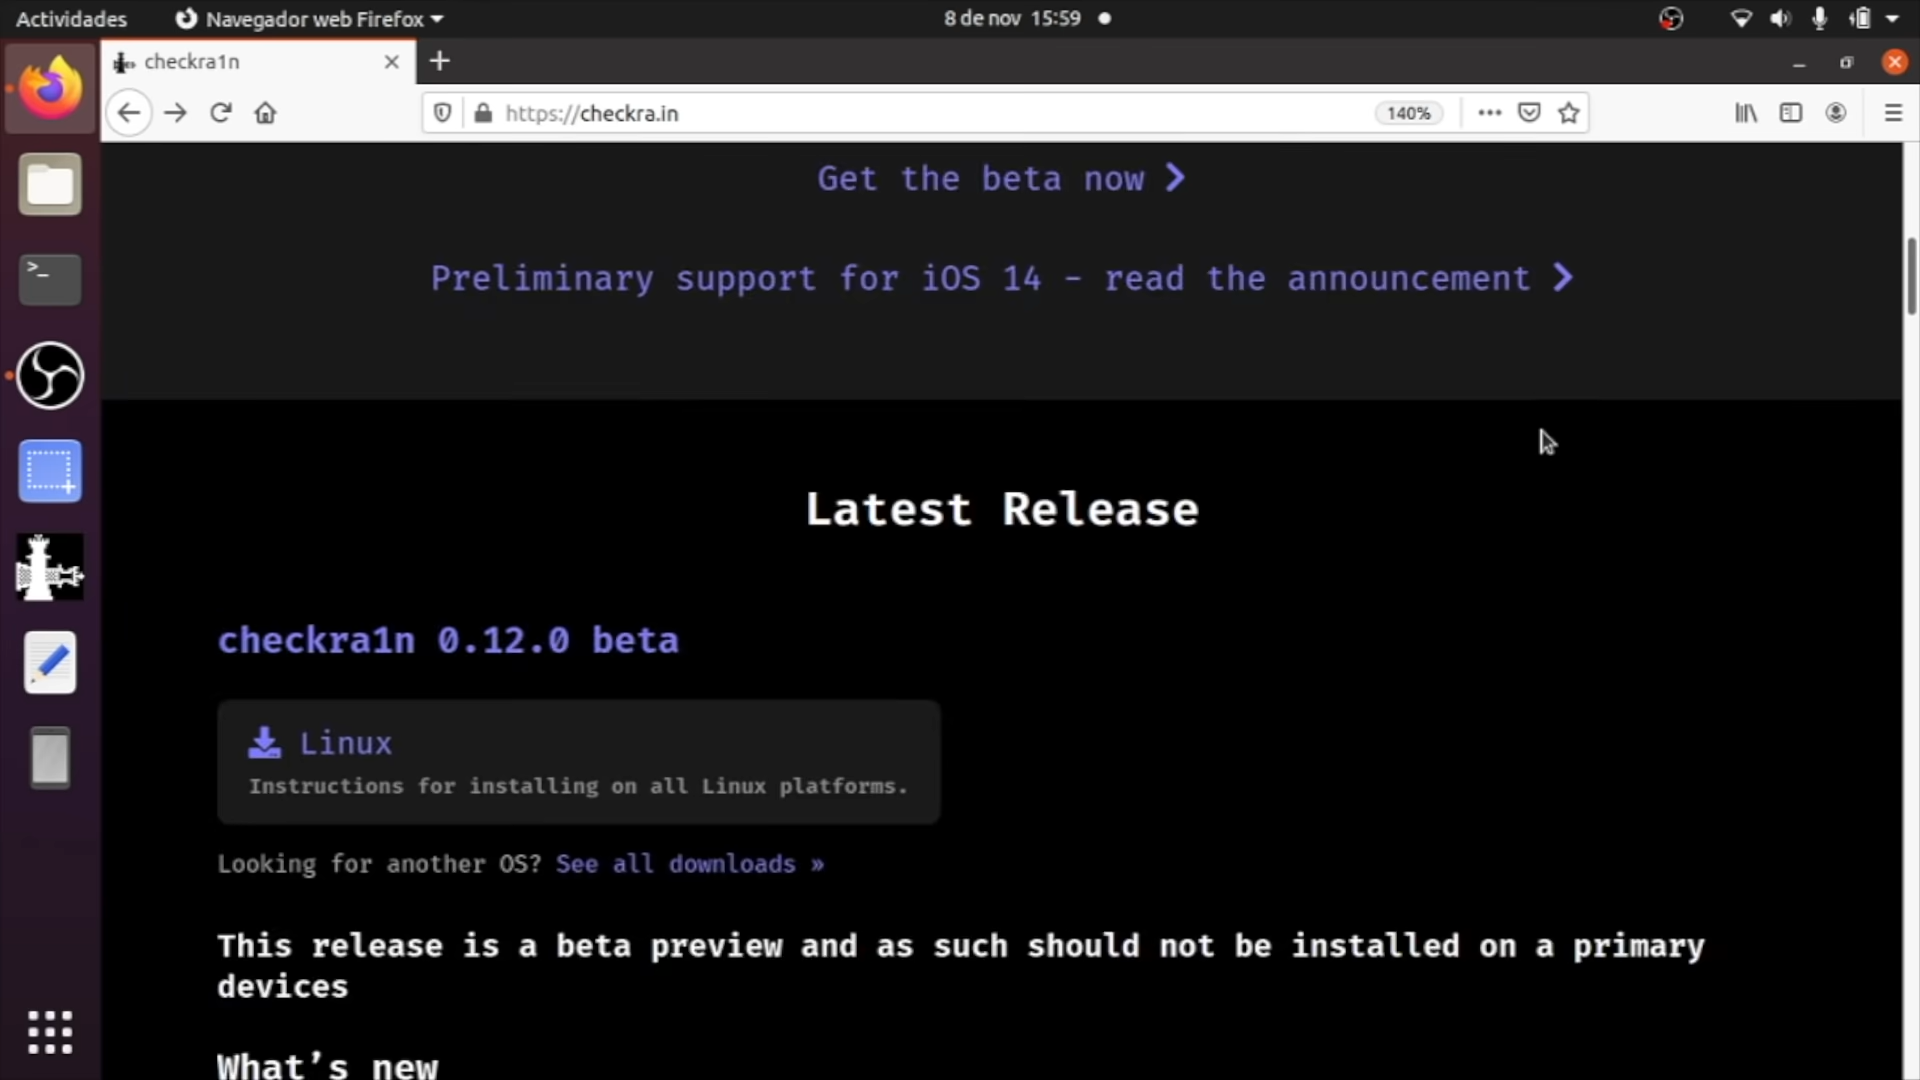 Actividades
Navegador web Firefox
8 de nov 15:59
checkra1n
https://checkra.in
140%
Get the beta now
Preliminary support for iOS 14 - read the announcement
Latest Release
checkra1n 0.12.0 beta
Linux
Instructions for installing on all Linux platforms.
Looking for another OS? See all downloads »
This release is a beta preview and as such should not be installed on a primary
devices
What’s new